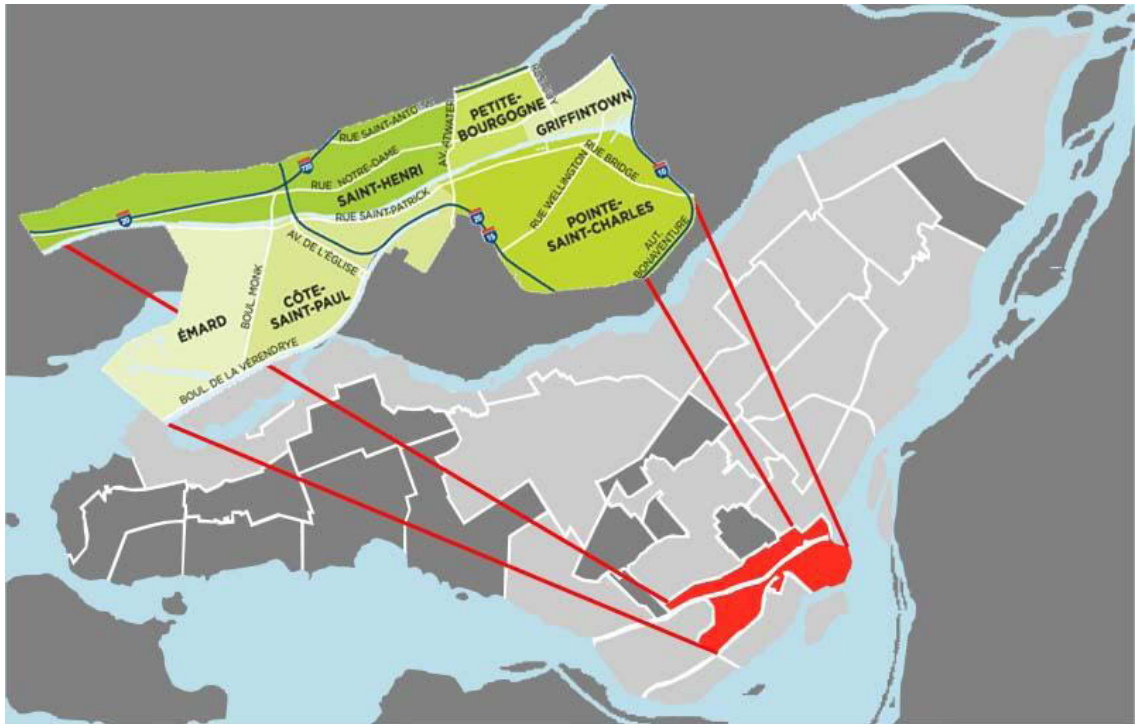 PETITE-
BOURGOGNE
GRIFFINTOWN
AV. ATWATER
RUE NOTRE-DAME
SAINT-HENRI
RUE SAINT-PATRICK
720
20
10
RUE BRIDGE
RUE WELLINGTON
POINTE-
SAINT-CHARLES
20
15
AUT.
BONAVENTURE
AV. DE L'ÉGLISE
BOUL. MONK
CÔTE-
SAINT-PAUL
ÉMARD
BOUL. DE LA VÉRENDRYE